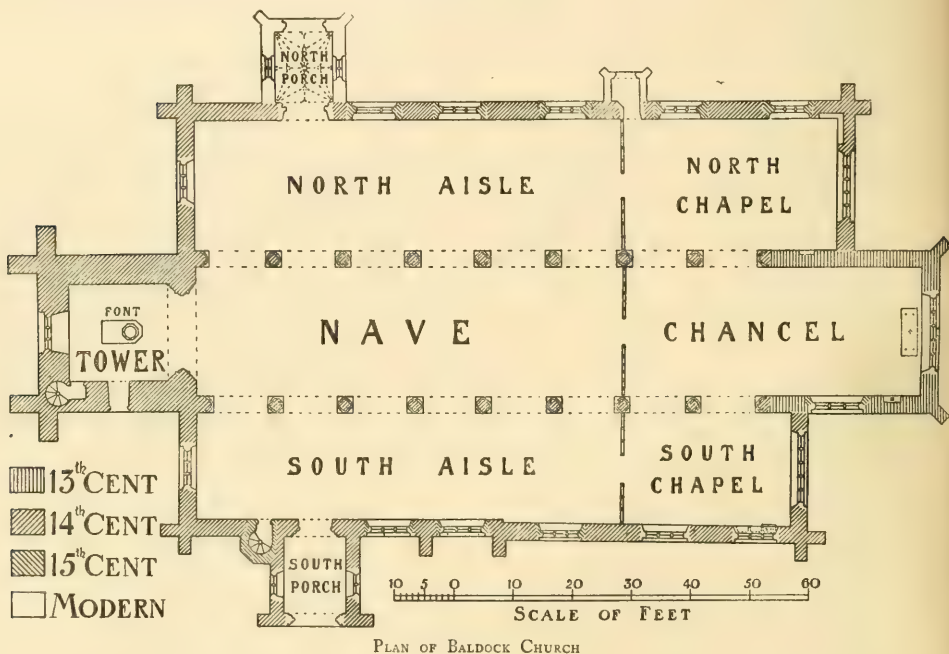 NORTH
PORCH
NORTH AISLE
NORTH
CHAPEL
FONT
TOWER
NAVE
CHANCEL
SOUTH AISLE
SOUTH
CHAPEL
SOUTH
PORCH
13th CENT
14th CENT
15th CENT
MODERN
10 5 0 10 20 30 40 50 60
SCALE OF FEET
PLAN OF BALDOCK CHURCH